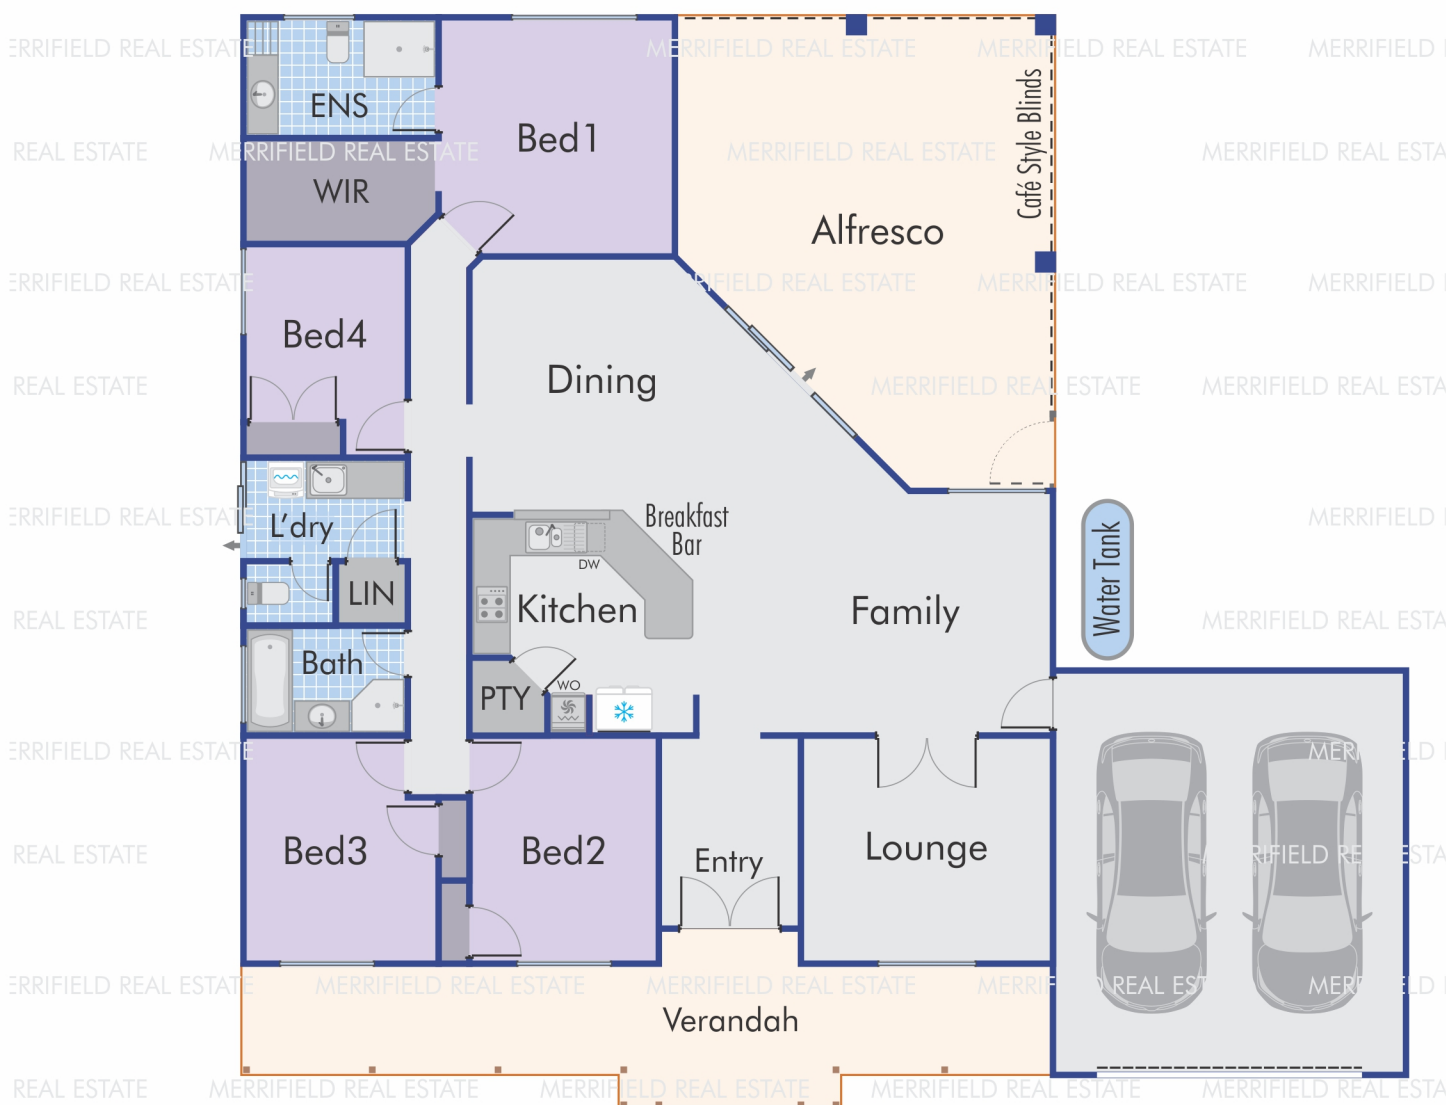 MERRIFIELD REAL ESTATE
ENS
Bed1
Café Style Blinds
WIR
Alfresco
Bed4
Dining
L'dry
Breakfast
Bar
DW
Water Tank
LIN
Kitchen
Family
Bath
PTY
WO
Bed3
Bed2
Entry
Lounge
Verandah